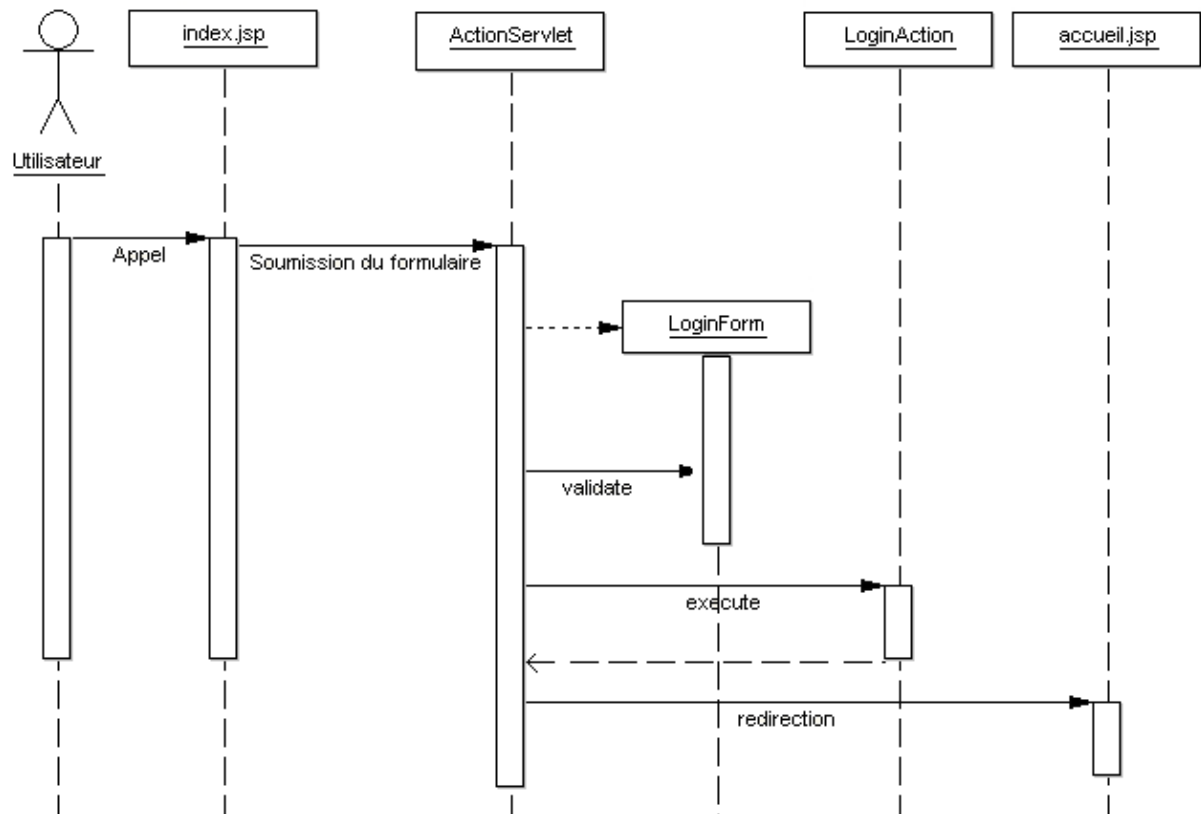 index.jsp
ActionServlet
LoginAction
accueil.jsp
Utilisateur
Appel
Soumission du formulaire
LoginForm
validate
execute
redirection